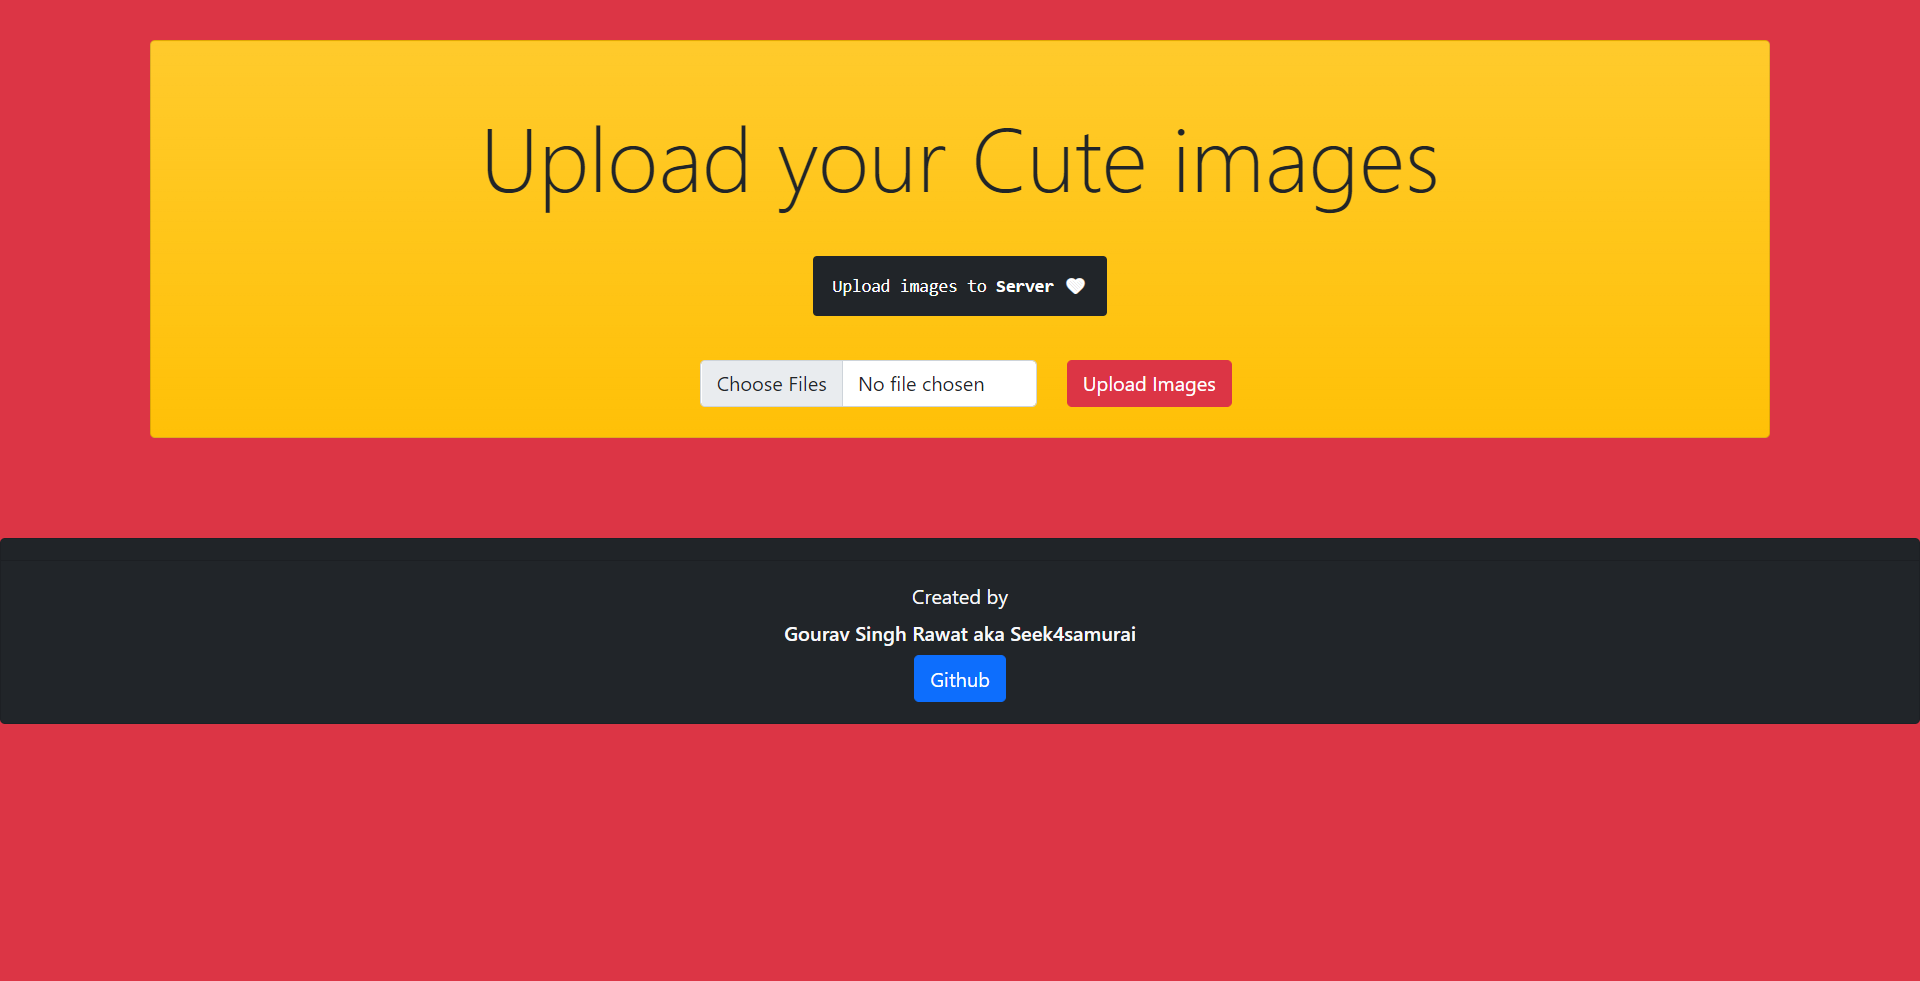 Upload your Cute images
Upload images to Server
Choose Files No file chosen Upload Images
Created by
Gourav Singh Rawat aka Seek4samurai
Github